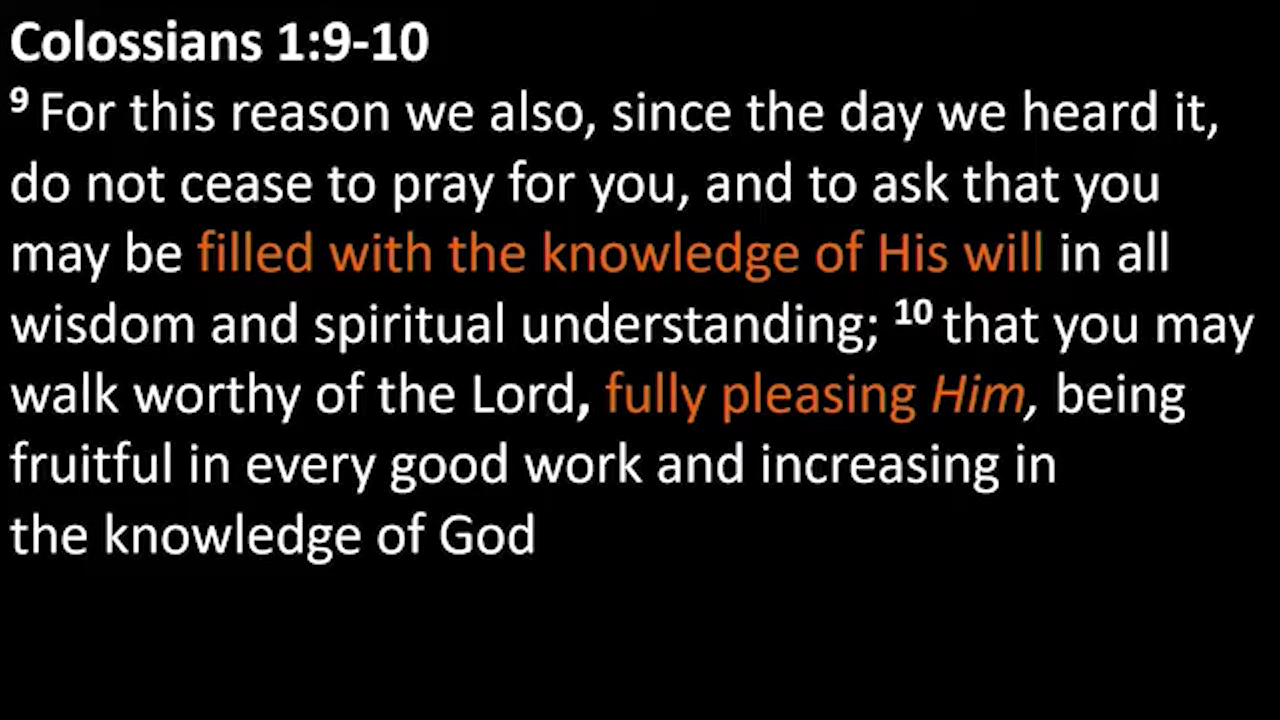 Colossians 1:9-10
9 For this reason we also, since the day we heard it,
do not cease to pray for you, and to ask that you
may be filled with the knowledge of His will in all
wisdom and spiritual understanding; 10 that you may
walk worthy of the Lord, fully pleasing Him, being
fruitful in every good work and increasing in
the knowledge of God